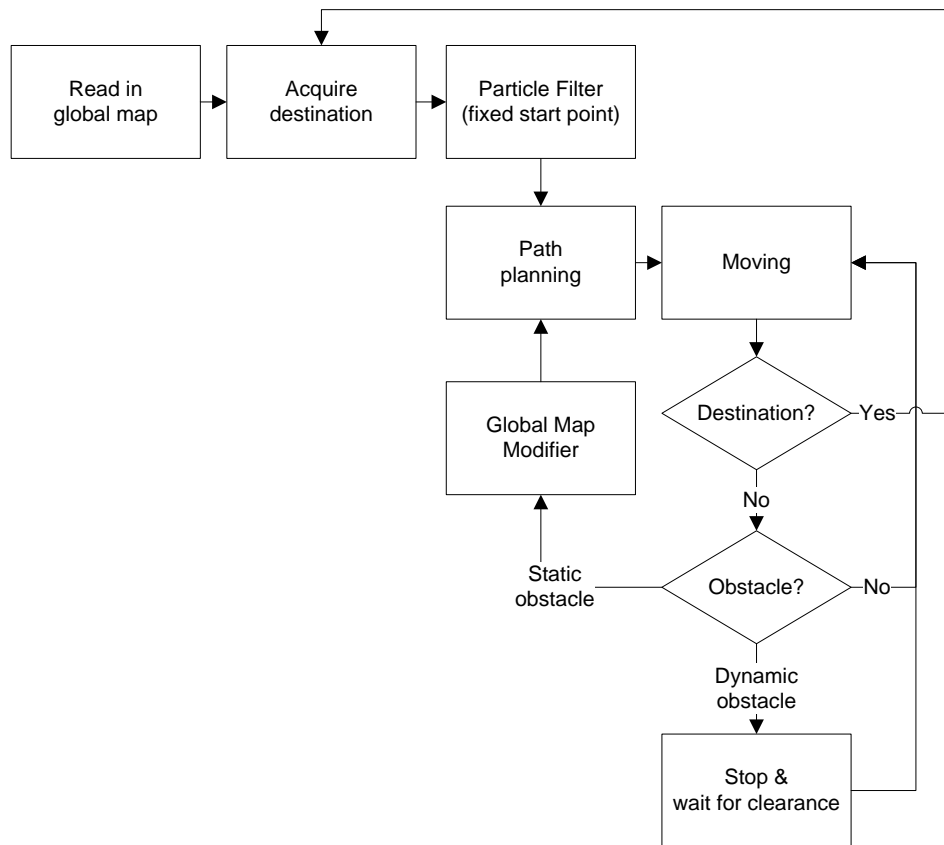 Read in
global map
Acquire
destination
Particle Filter
(fixed start point)
Path
planning
Moving
Global Map
Modifier
Destination?
Yes
No
Static
obstacle
Obstacle?
No
Dynamic
obstacle
Stop &
wait for clearance